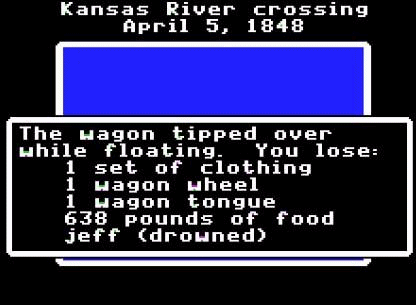 Kansas River crossing
April 5, 1848
The wagon tipped over
while floating. You lose:
1 set of clothing
1 wagon wheel
1 wagon tongue
638 pounds of food
jeff (drowned)